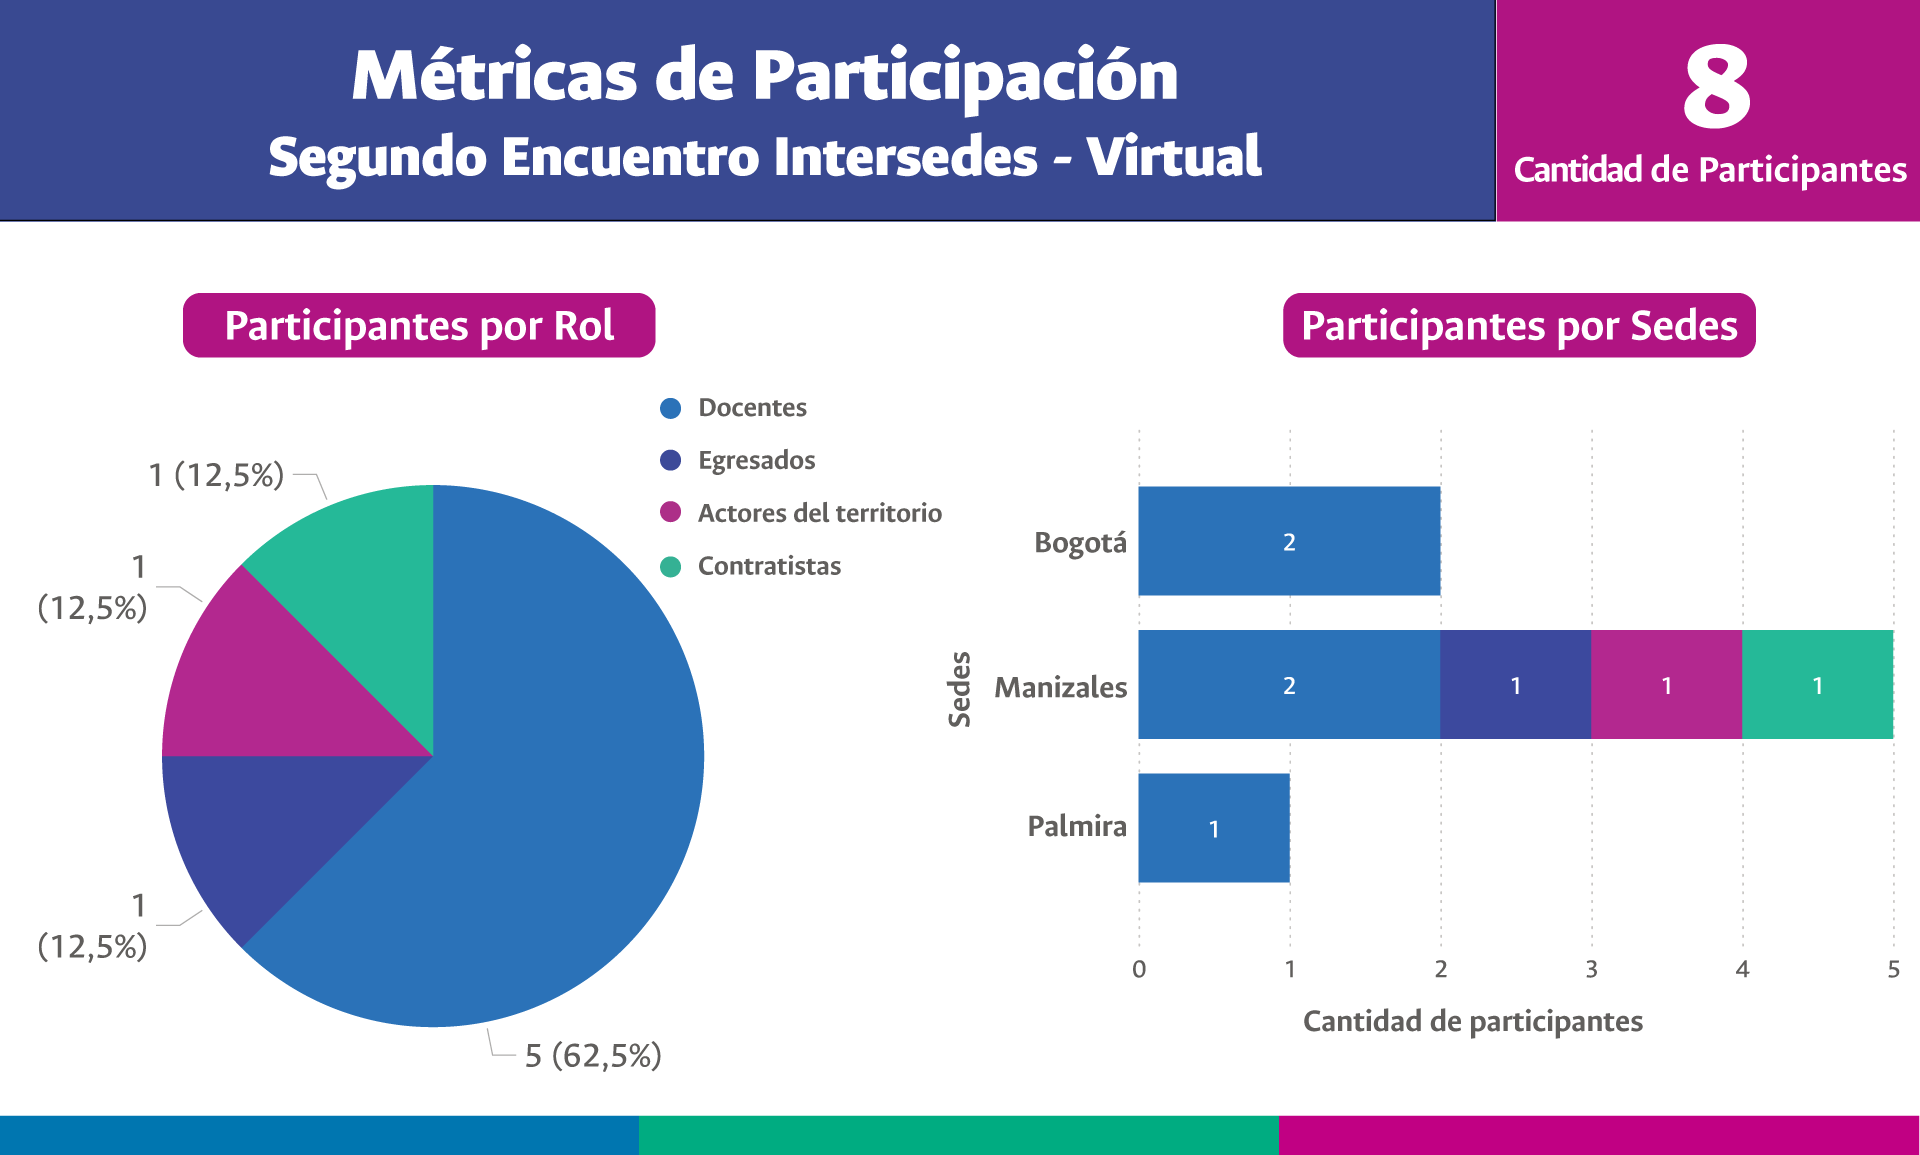 Métricas de Participación
Segundo Encuentro Intersedes - Virtual
8
Cantidad de Participantes
Participantes por Rol
Docentes
Egresados
Actores del territorio
Contratistas
1 (12,5%)
1
(12,5%)
1
(12,5%)
5 (62,5%)
Participantes por Sedes
Sedes
Bogotá
2
Manizales
2
1
1
1
Palmira
1
0
1
2
3
4
5
Cantidad de participantes